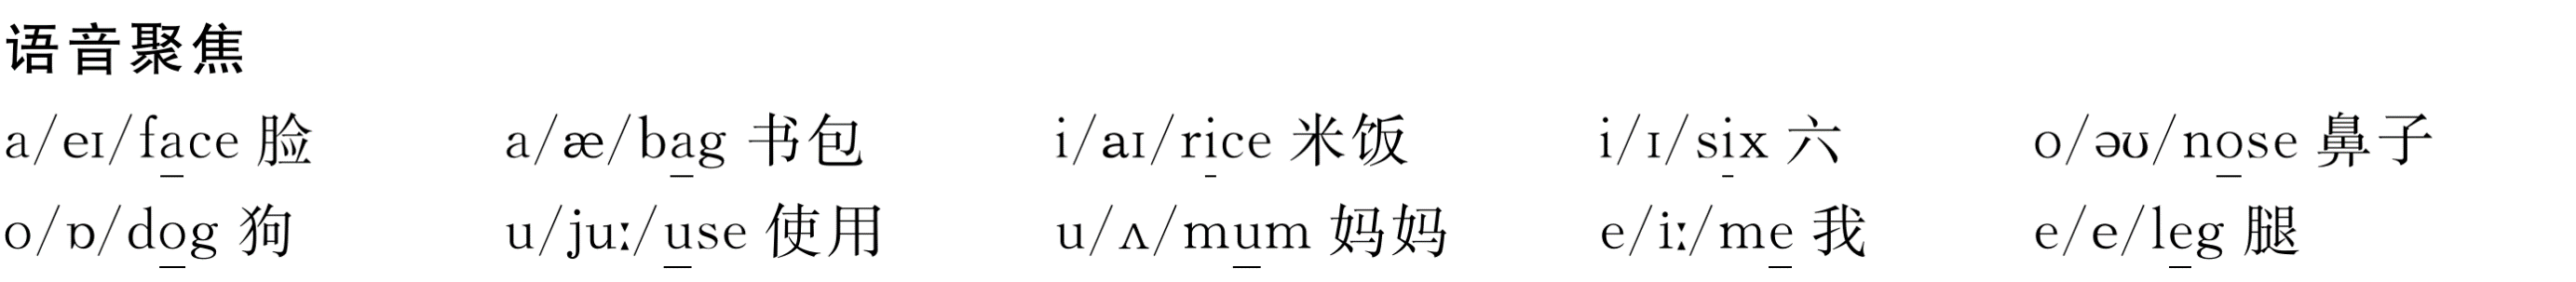 语音聚焦
a/eɪ/face 脸 a/æ/bag 书包 i/aɪ/rice 米饭 i/ɪ/six 六 o/əʊ/nose 鼻子
o/ɒ/dog 狗 u/juː/use 使用 u/ʌ/mum 妈妈 e/iː/me 我 e/e/leg 腿